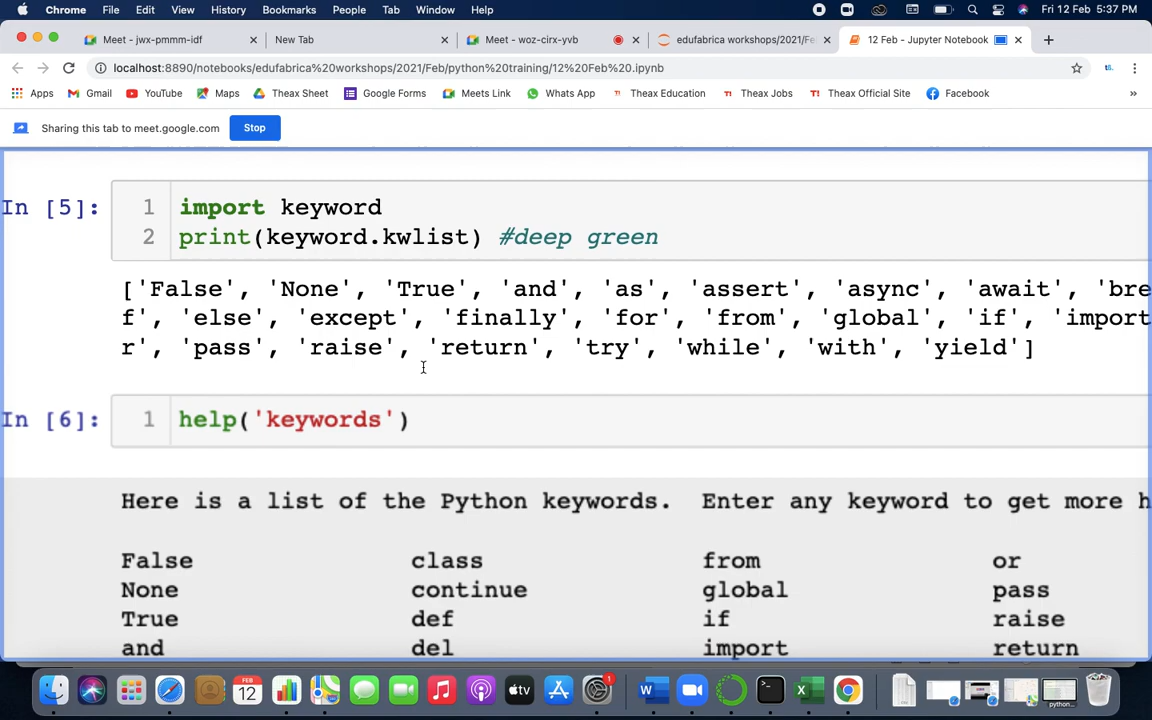 Chrome File Edit View History Bookmarks People Tab Window Help Fri 12 Feb 5:37 PM
Meet - jwx-pmmm-idf
New Tab
Meet - woz-cirx-yvb
edufabrica workshops/2021/Fe
12 Feb - Jupyter Notebook
localhost:8890/notebooks/edufabrica%20workshops/2021/Feb/python%20training/12%20Feb%20.ipynb
Apps Gmail YouTube Maps Theax Sheet Google Forms Meets Link Whats App Theax Education Theax Jobs Theax Official Site Facebook »
Sharing this tab to meet.google.com Stop
In [5]: 1 import keyword
2 print(keyword.kwlist) #deep green
['False', 'None', 'True', 'and', 'as', 'assert', 'async', 'await', 'bre
f', 'else', 'except', 'finally', 'for', 'from', 'global', 'if', 'import
r', 'pass', 'raise', 'return', 'try', 'while', 'with', 'yield']
In [6]: 1 help('keywords')
Here is a list of the Python keywords. Enter any keyword to get more h
False class from or
None continue global pass
True def if raise
and del import return
FEB
12
tv
1
W
X
python...